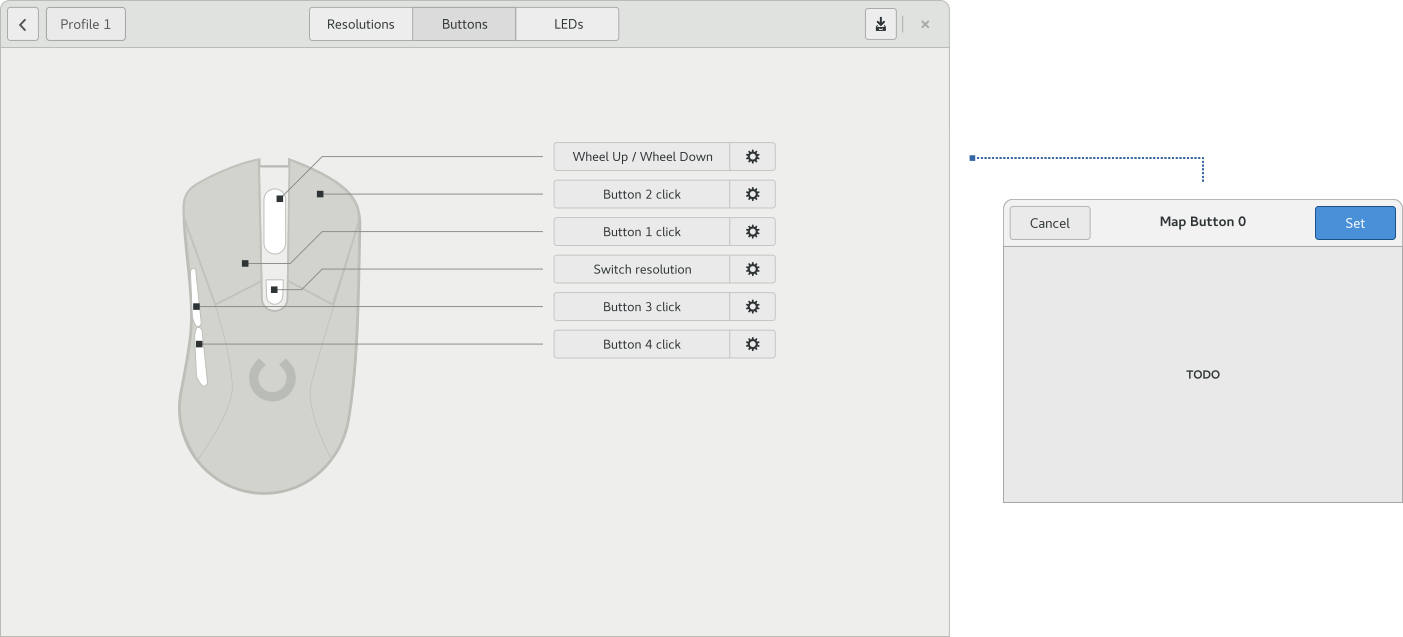 Profile 1
Resolutions
Buttons
LEDs
Wheel Up / Wheel Down
Button 2 click
Button 1 click
Switch resolution
Button 3 click
Button 4 click
Cancel
Map Button 0
Set
TODO